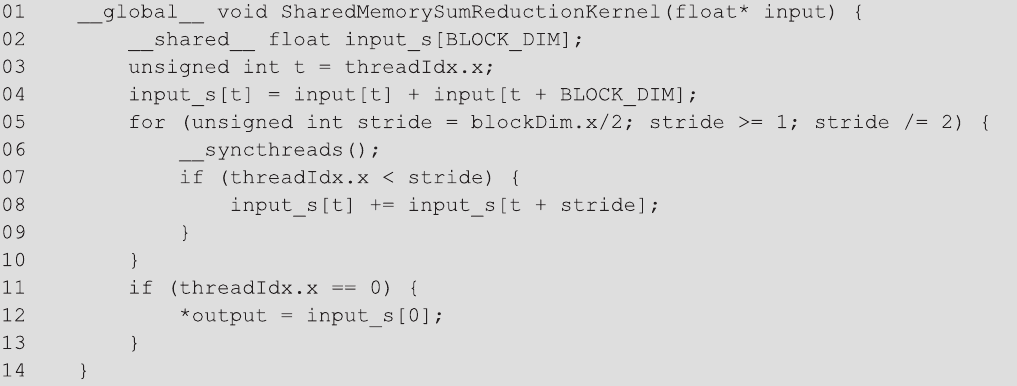 01    __global__ void SharedMemorySumReductionKernel(float* input) {
02        __shared__ float input_s[BLOCK_DIM];
03        unsigned int t = threadIdx.x;
04        input_s[t] = input[t] + input[t + BLOCK_DIM];
05        for (unsigned int stride = blockDim.x/2; stride >= 1; stride /= 2) {
06            __syncthreads();
07            if (threadIdx.x < stride) {
08                input_s[t] += input_s[t + stride];
09            }
10        }
11        if (threadIdx.x == 0) {
12            *output = input_s[0];
13        }
14    }